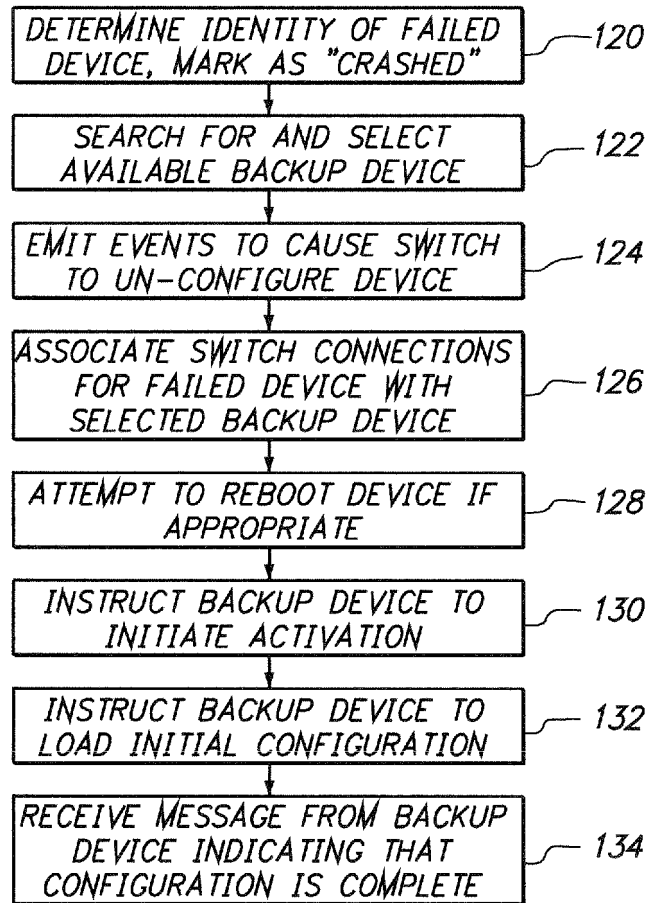 DETERMINE IDENTITY OF FAILED
DEVICE, MARK AS "CRASHED"
120
SEARCH FOR AND SELECT
AVAILABLE BACKUP DEVICE
122
EMIT EVENTS TO CAUSE SWITCH
TO UN-CONFIGURE DEVICE
124
ASSOCIATE SWITCH CONNECTIONS
FOR FAILED DEVICE WITH
SELECTED BACKUP DEVICE
126
ATTEMPT TO REBOOT DEVICE IF
APPROPRIATE
128
INSTRUCT BACKUP DEVICE TO
INITIATE ACTIVATION
130
INSTRUCT BACKUP DEVICE TO
LOAD INITIAL CONFIGURATION
132
RECEIVE MESSAGE FROM BACKUP
DEVICE INDICATING THAT
CONFIGURATION IS COMPLETE
134